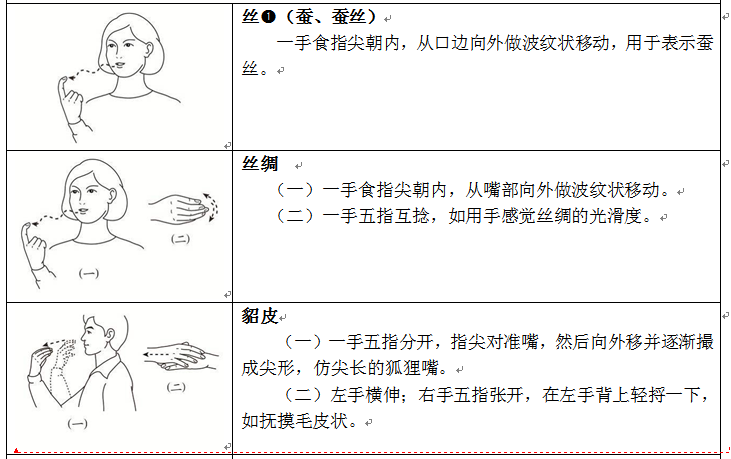 丝❶（蚕、蚕丝）
一手食指尖朝内，从口边向外做波纹状移动，用于表示蚕
丝。
丝绸
（一）一手食指尖朝内，从嘴部向外做波纹状移动。
（二）一手五指互捻，如用手感觉丝绸的光滑度。
（二）
（一）
貂皮
（一）一手五指分开，指尖对准嘴，然后向外移并逐渐撮
成尖形，仿尖长的狐狸嘴。
（二）左手横伸；右手五指张开，在左手背上轻捋一下，
如抚摸毛皮状。
（二）
（一）